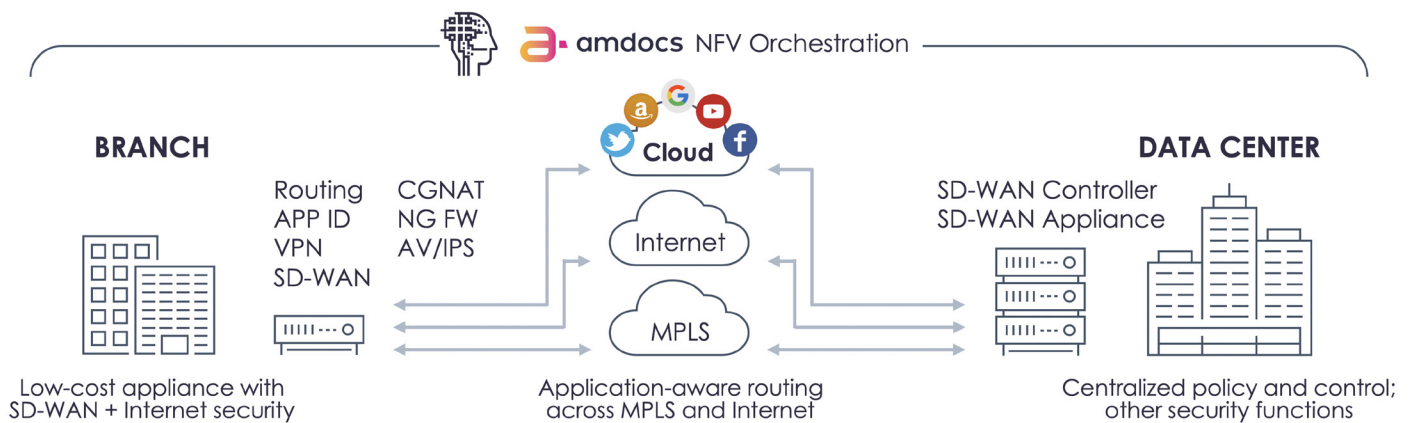 amdocs NFV Orchestration
BRANCH
Routing
APP ID
VPN
SD-WAN
CGNAT
NG FW
AV/IPS
Low-cost appliance with
SD-WAN + Internet security
Cloud
Internet
MPLS
Application-aware routing
across MPLS and Internet
DATA CENTER
SD-WAN Controller
SD-WAN Appliance
Centralized policy and control;
other security functions